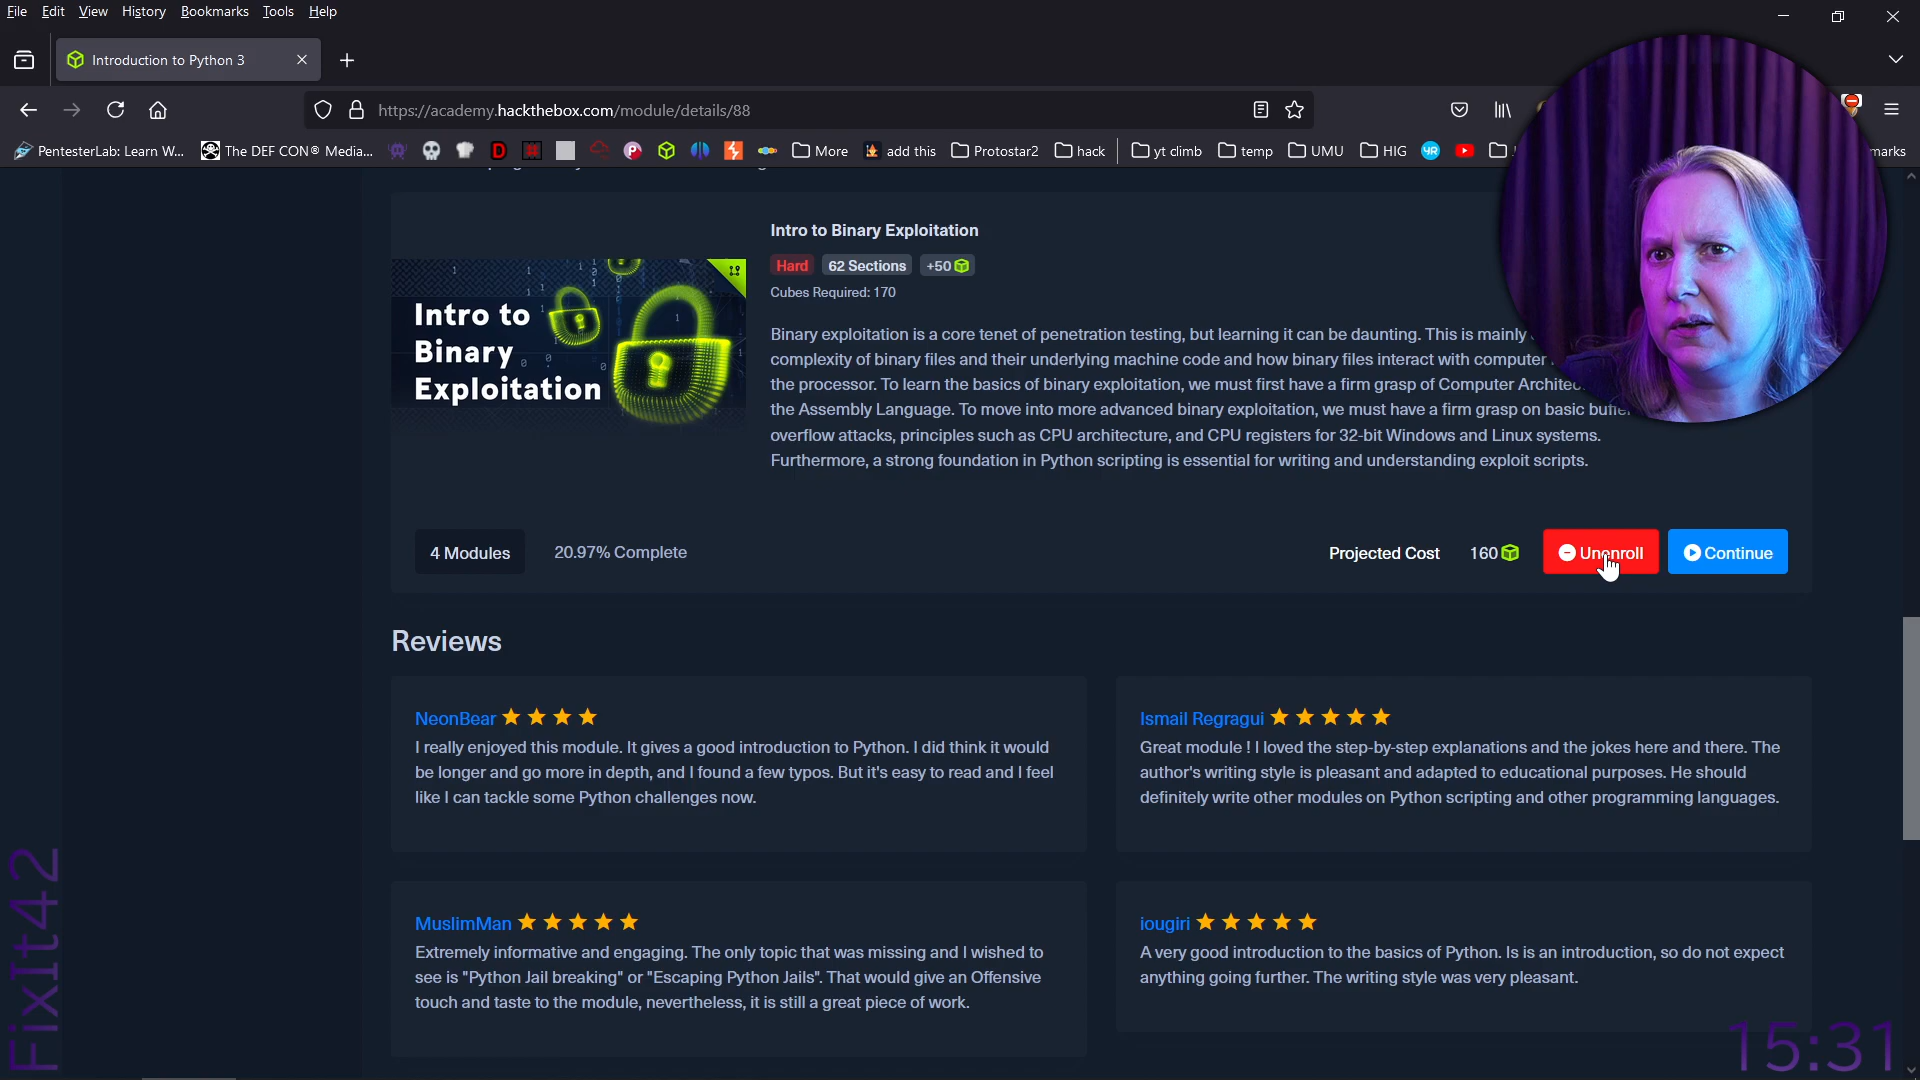 File Edit View History Bookmarks Tools Help
Introduction to Python 3
https://academy.hackthebox.com/module/details/88
PentesterLab: Learn W... The DEF CON® Media... More add this Protostar2 hack yt climb temp UMU HIG
Intro to Binary Exploitation
Hard 62 Sections +50
Cubes Required: 170
Intro to
Binary
Exploitation
Binary exploitation is a core tenet of penetration testing, but learning it can be daunting. This is mainly
complexity of binary files and their underlying machine code and how binary files interact with computer
the processor. To learn the basics of binary exploitation, we must first have a firm grasp of Computer
the Assembly Language. To move into more advanced binary exploitation, we must have a firm grasp on basic
overflow attacks, principles such as CPU architecture, and CPU registers for 32-bit Windows and Linux systems.
Furthermore, a strong foundation in Python scripting is essential for writing and understanding exploit scripts.
4 Modules 20.97% Complete Projected Cost 160 Unenroll Continue
Reviews
NeonBear
I really enjoyed this module. It gives a good introduction to Python. I did think it would
be longer and go more in depth, and I found a few typos. But it's easy to read and I feel
like I can tackle some Python challenges now.
Ismail Regragui
Great module ! I loved the step-by-step explanations and the jokes here and there. The
author's writing style is pleasant and adapted to educational purposes. He should
definitely write other modules on Python scripting and other programming languages.
MuslimMan
Extremely informative and engaging. The only topic that was missing and I wished to
see is "Python Jail breaking" or "Escaping Python Jails". That would give an Offensive
touch and taste to the module, nevertheless, it is still a great piece of work.
iougiri
A very good introduction to the basics of Python. Is is an introduction, so do not expect
anything going further. The writing style was very pleasant.
FixIt42
15:31